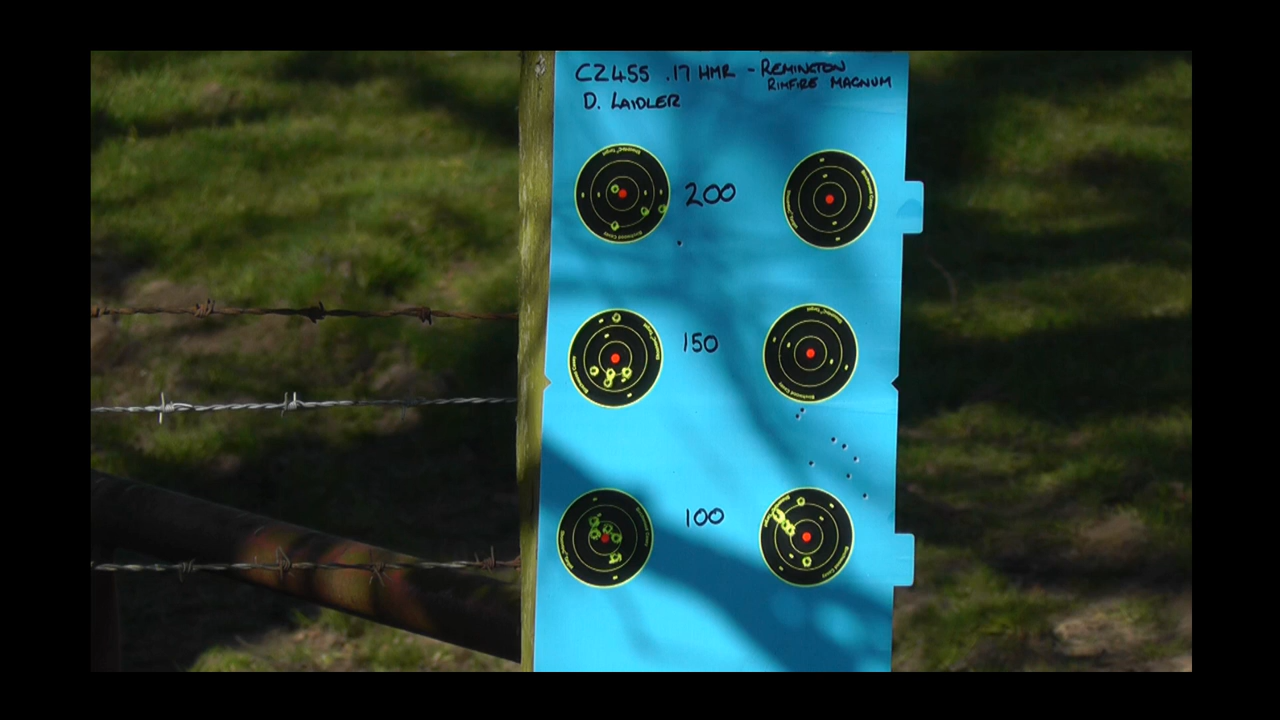 CZ455 .17 HMR - REMINGTON
RIMFIRE MAGNUM
D. LAIDLER
200
150
100